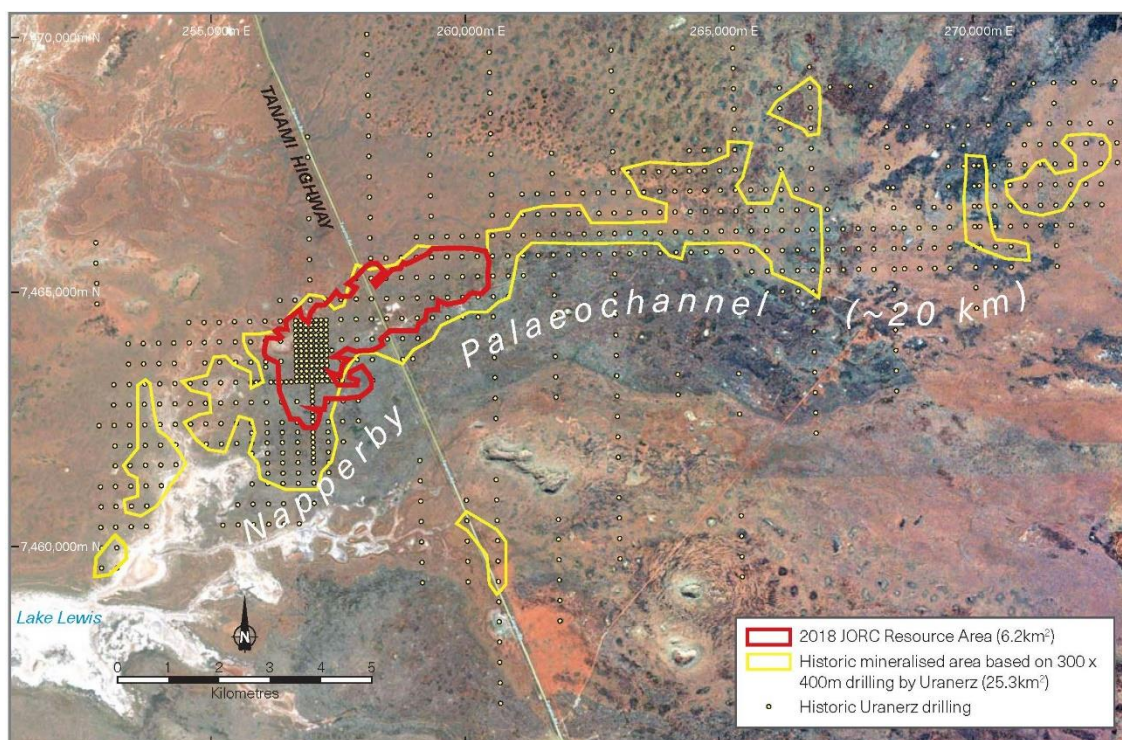 255,000m E
260,000m E
265,000m E
270,000m E
7,470,000m N
TANAMI HIGHWAY
7,465,000m N
Napperby Palaeochannel (~20 km)
7,460,000m N
Lake Lewis
N
0 1 2 3 4 5
Kilometres
2018 JORC Resource Area (6.2km²)
Historic mineralised area based on 300 x
400m drilling by Uranerz (25.3km²)
Historic Uranerz drilling